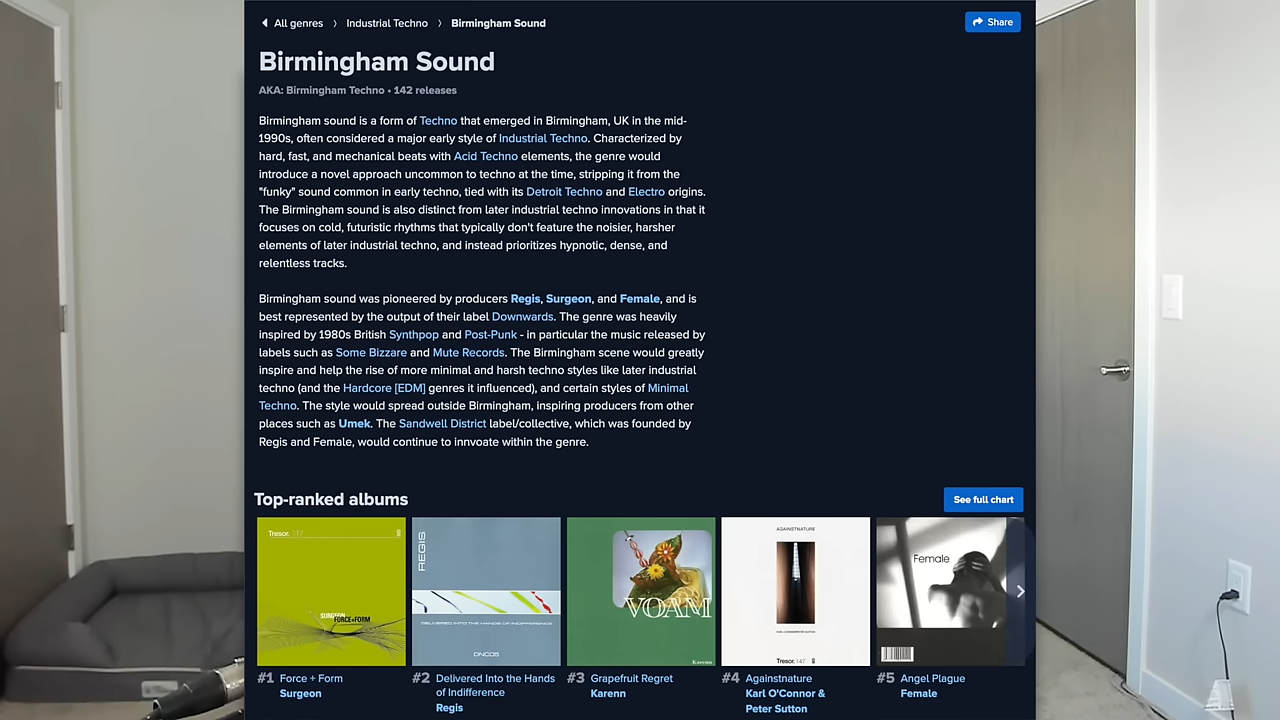 All genres > Industrial Techno > Birmingham Sound
Share
Birmingham Sound
AKA: Birmingham Techno • 142 releases
Birmingham sound is a form of Techno that emerged in Birmingham, UK in the mid-
1990s, often considered a major early style of Industrial Techno. Characterized by
hard, fast, and mechanical beats with Acid Techno elements, the genre would
introduce a novel approach uncommon to techno at the time, stripping it from the
"funky" sound common in early techno, tied with its Detroit Techno and Electro origins.
The Birmingham sound is also distinct from later industrial techno innovations in that it
focuses on cold, futuristic rhythms that typically don't feature the noisier, harsher
elements of later industrial techno, and instead prioritizes hypnotic, dense, and
relentless tracks.
Birmingham sound was pioneered by producers Regis, Surgeon, and Female, and is
best represented by the output of their label Downwards. The genre was heavily
inspired by 1980s British Synthpop and Post-Punk - in particular the music released by
labels such as Some Bizzare and Mute Records. The Birmingham scene would greatly
inspire and help the rise of more minimal and harsh techno styles like later industrial
techno (and the Hardcore [EDM] genres it influenced), and certain styles of Minimal
Techno. The style would spread outside Birmingham, inspiring producers from other
places such as Umek. The Sandwell District label/collective, which was founded by
Regis and Female, would continue to innvoate within the genre.
Top-ranked albums
See full chart
Tresor. 117
SURGEON
FORCE+FORM
REGIS
DELIVERED INTO THE HANDS OF INDIFFERENCE
DNCD5
VOAM
Karenn
AGAINSTNATURE
Tresor. 147
Female
#1 Force + Form
Surgeon
#2 Delivered Into the Hands
of Indifference
Regis
#3 Grapefruit Regret
Karenn
#4 Againstnature
Karl O'Connor &
Peter Sutton
#5 Angel Plague
Female